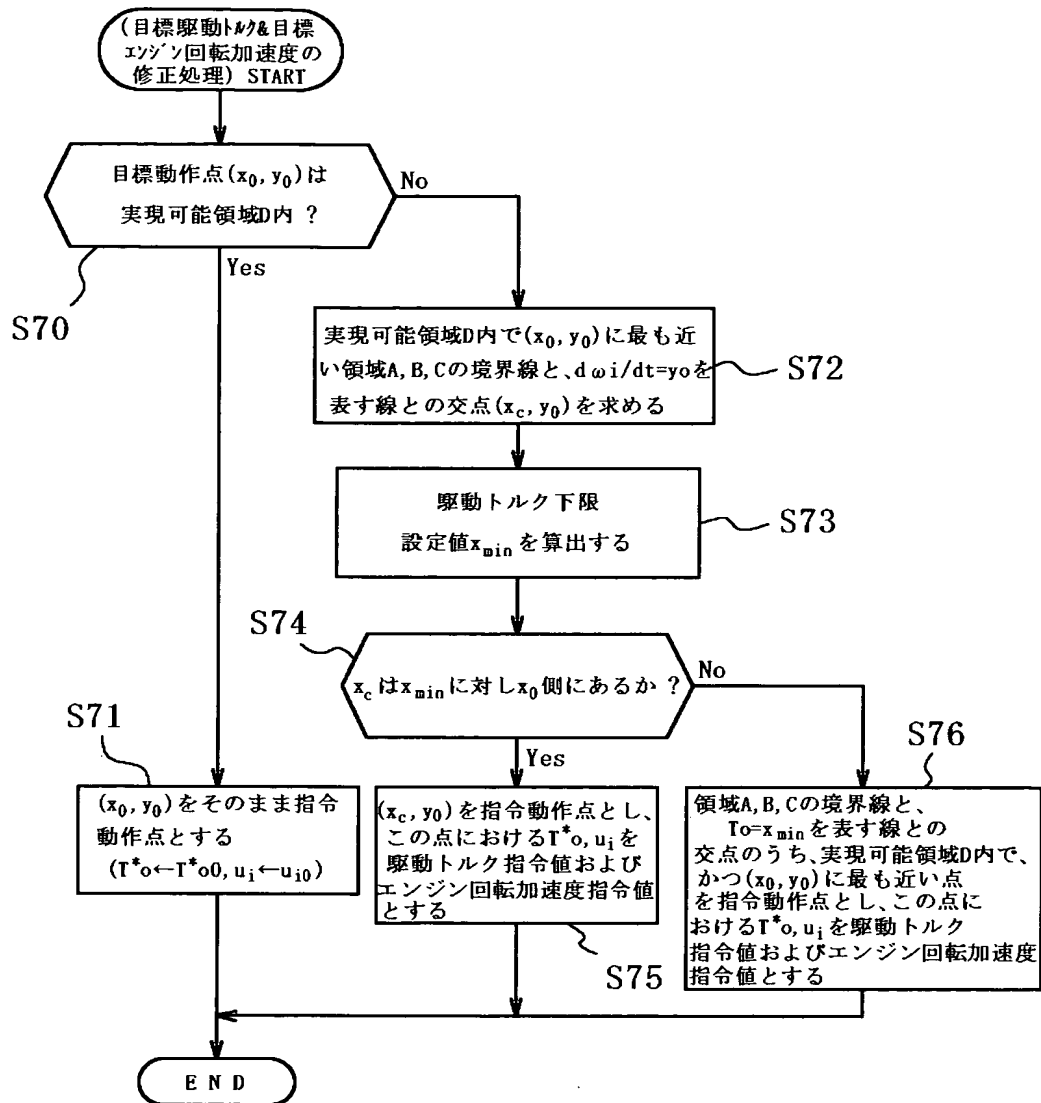 (目標駆動トルク&目標
エンジン回転加速度の
修正処理) START
目標動作点(x₀, y₀)は
実現可能領域D内 ?
No
Yes
S70
実現可能領域D内で(x₀, y₀)に最も近
い領域A, B, Cの境界線と、dωi/dt=yoを
表す線との交点(x_c, y₀)を求める
S72
駆動トルク下限
設定値x_minを算出する
S73
S74
x_cはx_minに対しx₀側にあるか ?
No
Yes
S71
(x₀, y₀)をそのまま指令
動作点とする
(T*o←T*o0, u_i←u_i0)
(x_c, y₀)を指令動作点とし、
この点におけるT*o, u_iを
駆動トルク指令値および
エンジン回転加速度指令値
とする
S75
S76
領域A, B, Cの境界線と、
To=x_minを表す線との
交点のうち、実現可能領域D内で、
かつ(x₀, y₀)に最も近い点
を指令動作点とし、この点に
おけるT*o, u_iを駆動トルク
指令値およびエンジン回転加速度
指令値とする
END